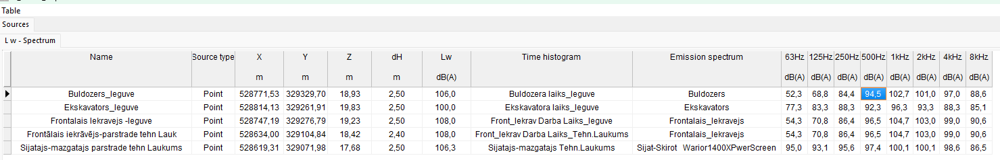 Table
Sources
L w - Spectrum
Name Source type X Y Z dH Lw Time histogram Emission spectrum 63Hz 125Hz 250Hz 500Hz 1kHz 2kHz 4kHz 8kHz
m m m m dB(A) dB(A) dB(A) dB(A) dB(A) dB(A) dB(A) dB(A) dB(A)
Buldozers_Ieguve Point 528771,53 329329,70 18,93 2,50 106,0 Buldozera laiks_Ieguve Buldozers 52,3 68,8 84,4 94,5 102,7 101,0 97,0 88,6
Ekskavators_Ieguve Point 528814,13 329261,91 19,83 2,50 100,0 Ekskavatora laiks_Ieguve Ekskavators 77,3 83,3 88,3 92,3 96,3 93,3 88,3 85,1
Frontalais Iekravejs -Ieguve Point 528747,19 329276,79 19,23 2,50 108,0 Front_Iekrav Darba Laiks_Ieguve Frontalais_Iekravejs 54,3 70,8 86,4 96,5 104,7 103,0 99,0 90,6
Frontālais iekrāvējs-parstrade tehn Lauk Point 528634,00 329104,84 18,42 2,40 108,0 Front_Iekrav Darba Laiks_Tehn.Laukums Frontalais_Iekravejs 54,3 70,8 86,4 96,5 104,7 103,0 99,0 90,6
Sijatajs-mazgatajs parstrade tehn Laukums Point 528619,31 329071,98 17,68 2,50 106,3 Sijatajs-mazgatajs Tehn.Laukums Sijat-Skirot Warior1400XPwerScreen 95,0 93,1 95,6 97,4 100,1 100,1 98,6 86,5